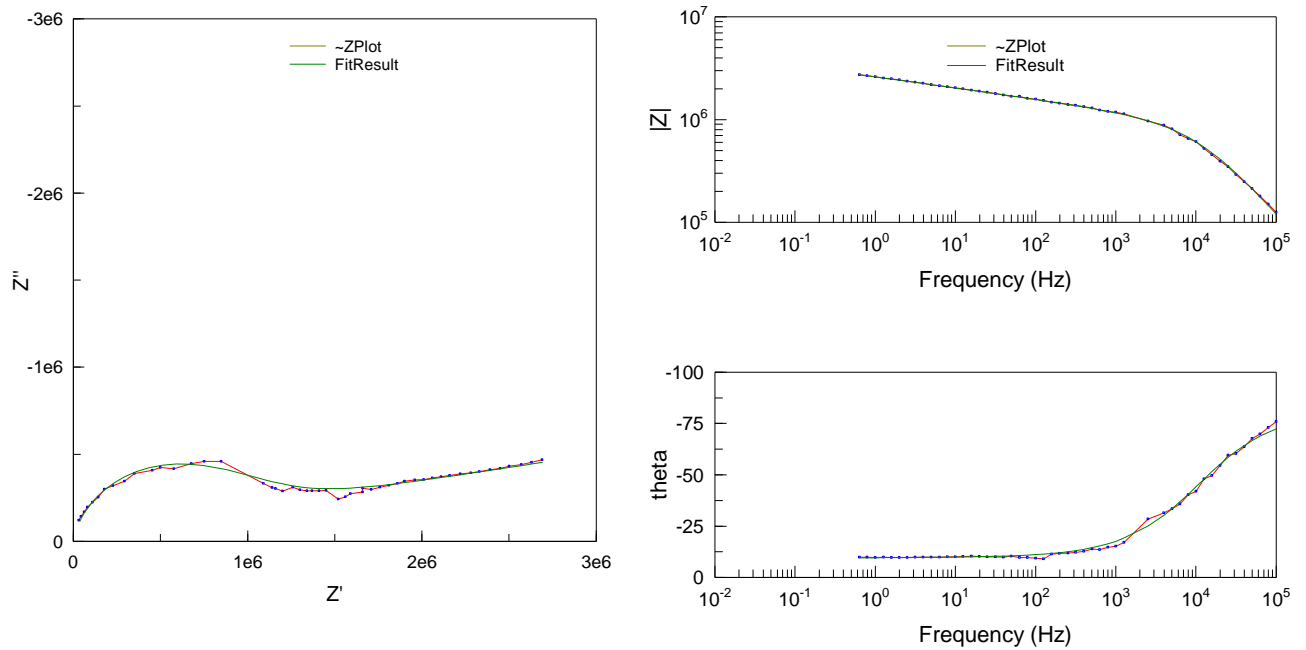 -3e6
~ZPlot
FitResult
-2e6
Z''
-1e6
0
0
1e6
2e6
3e6
Z'
10^7
~ZPlot
FitResult
|Z|
10^6
10^5
10^-2
10^-1
10^0
10^1
10^2
10^3
10^4
10^5
Frequency (Hz)
-100
-75
theta
-50
-25
0
10^-2
10^-1
10^0
10^1
10^2
10^3
10^4
10^5
Frequency (Hz)